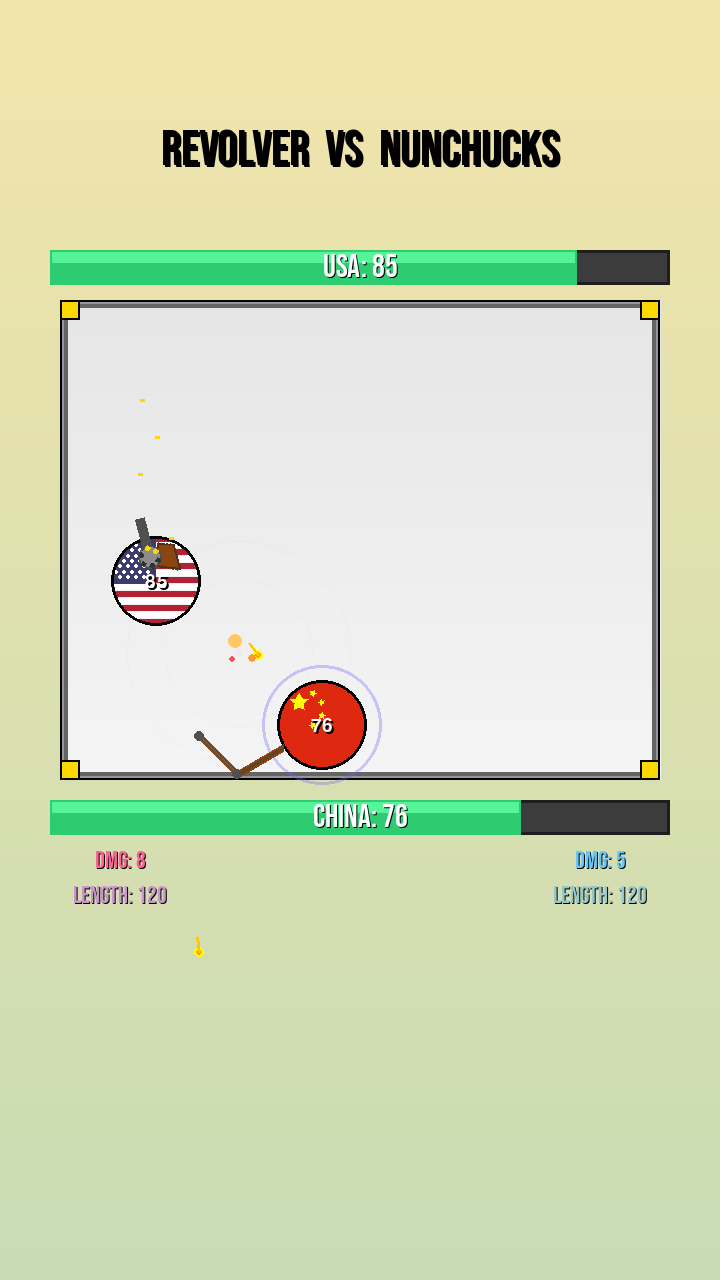 REVOLVER VS NUNCHUCKS
USA: 85
85
76
CHINA: 76
DMG: 8
DMG: 5
LENGTH: 120
LENGTH: 120